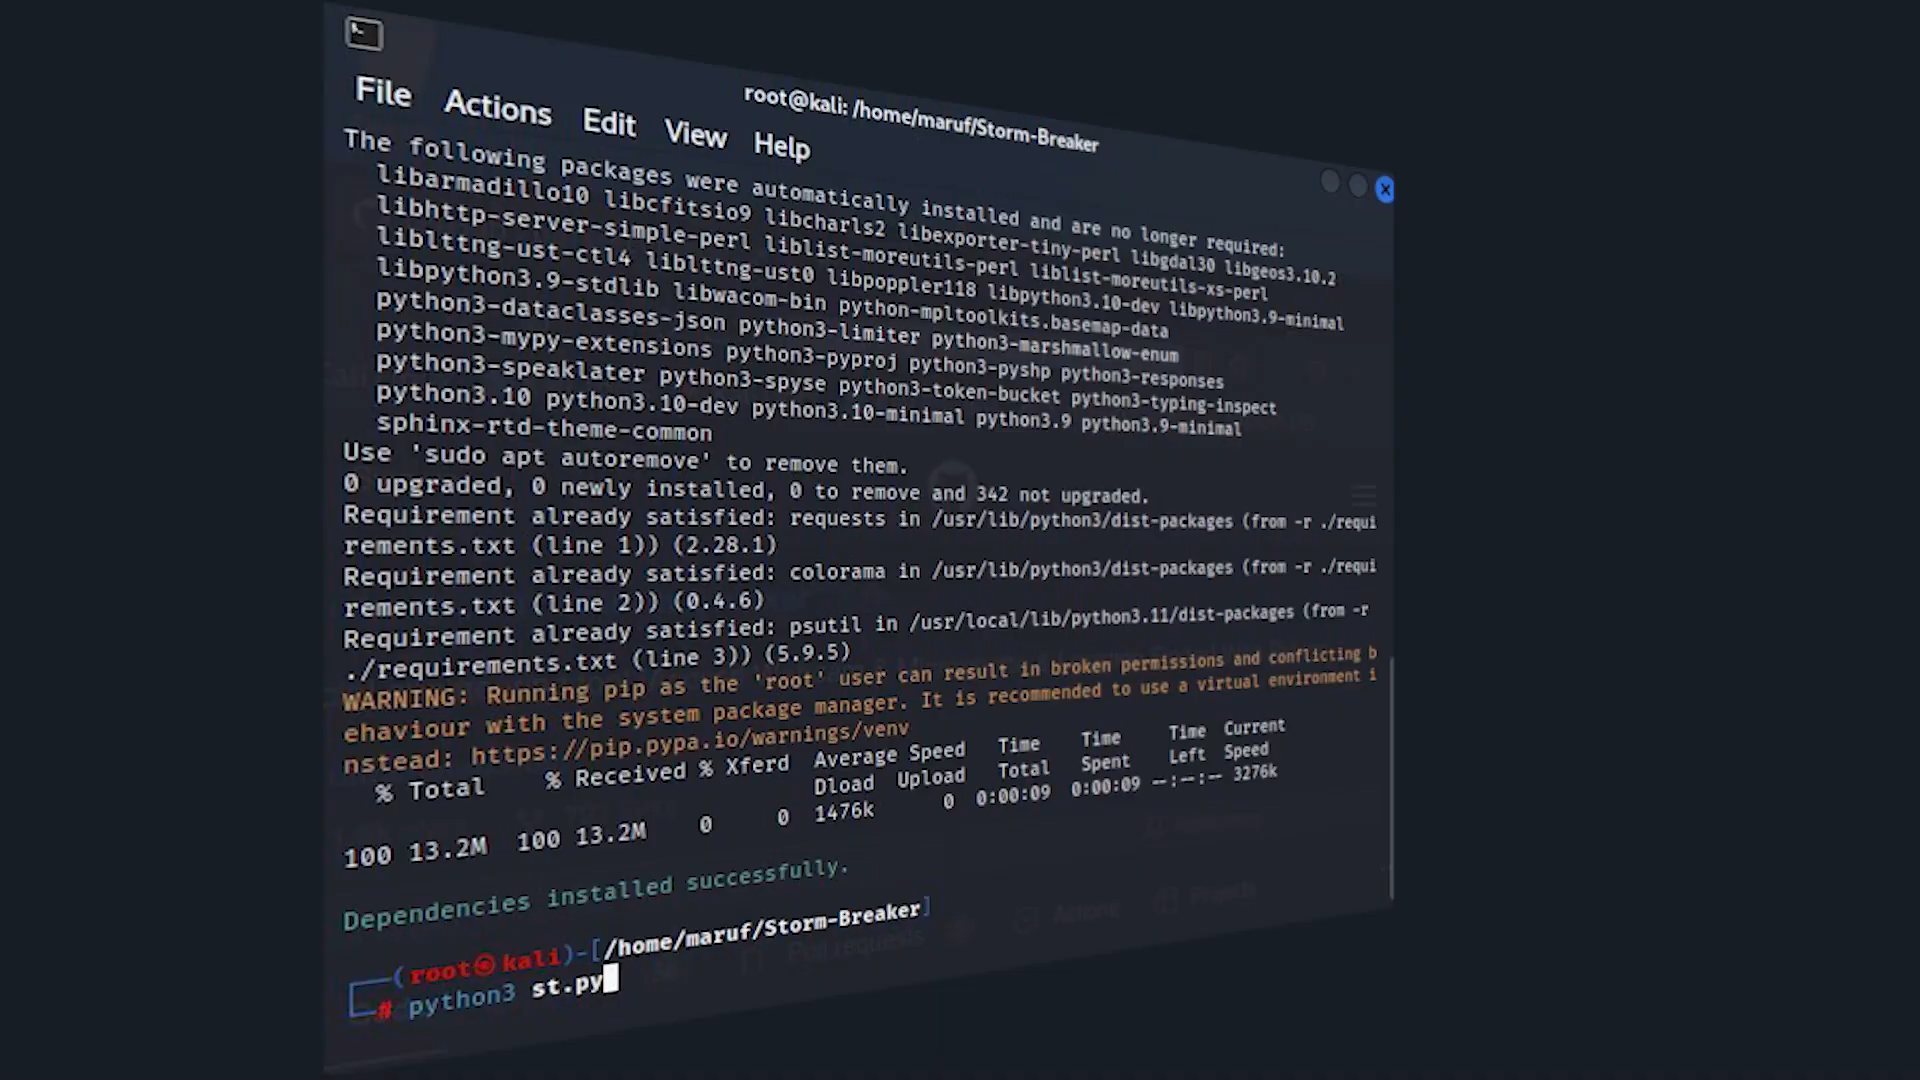 root@kali: /home/maruf/Storm-Breaker
File Actions Edit View Help
The following packages were automatically installed and are no longer required:
libarmadillo10 libcfitsio9 libcharls2 libexporter-tiny-perl libgdal30 libgeos3.10.2
libhttp-server-simple-perl liblist-moreutils-perl liblist-moreutils-xs-perl
liblttng-ust-ctl4 liblttng-ust0 libpoppler118 libpython3.10-dev libpython3.9-minimal
libpython3.9-stdlib libwacom-bin python-mpltoolkits.basemap-data
python3-dataclasses-json python3-limiter python3-marshmallow-enum
python3-mypy-extensions python3-pyproj python3-pyshp python3-responses
python3-speaklater python3-spyse python3-token-bucket python3-typing-inspect
python3.10 python3.10-dev python3.10-minimal python3.9 python3.9-minimal
sphinx-rtd-theme-common
Use 'sudo apt autoremove' to remove them.
0 upgraded, 0 newly installed, 0 to remove and 342 not upgraded.
Requirement already satisfied: requests in /usr/lib/python3/dist-packages (from -r ./requi
rements.txt (line 1)) (2.28.1)
Requirement already satisfied: colorama in /usr/lib/python3/dist-packages (from -r ./requi
rements.txt (line 2)) (0.4.6)
Requirement already satisfied: psutil in /usr/local/lib/python3.11/dist-packages (from -r
./requirements.txt (line 3)) (5.9.5)
WARNING: Running pip as the 'root' user can result in broken permissions and conflicting b
ehaviour with the system package manager. It is recommended to use a virtual environment i
nstead: https://pip.pypa.io/warnings/venv
% Total % Received % Xferd Average Speed Time Time Time Current
Dload Upload Total Spent Left Speed
100 13.2M 100 13.2M 0 0 1476k 0 0:00:09 0:00:09 --:--:-- 3276k
Dependencies installed successfully.
(root㉿kali)-[/home/maruf/Storm-Breaker]
# python3 st.py